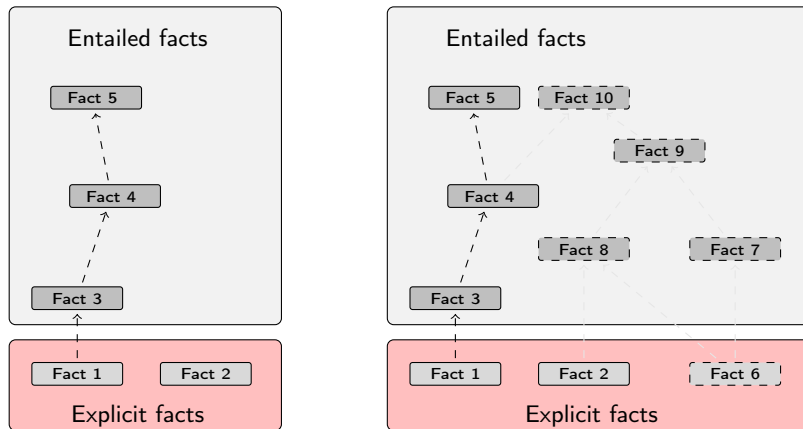 Entailed facts
Fact 5
Fact 4
Fact 3
Fact 1 Fact 2
Explicit facts
Entailed facts
Fact 5 Fact 10
Fact 9
Fact 4
Fact 8 Fact 7
Fact 3
Fact 1 Fact 2 Fact 6
Explicit facts